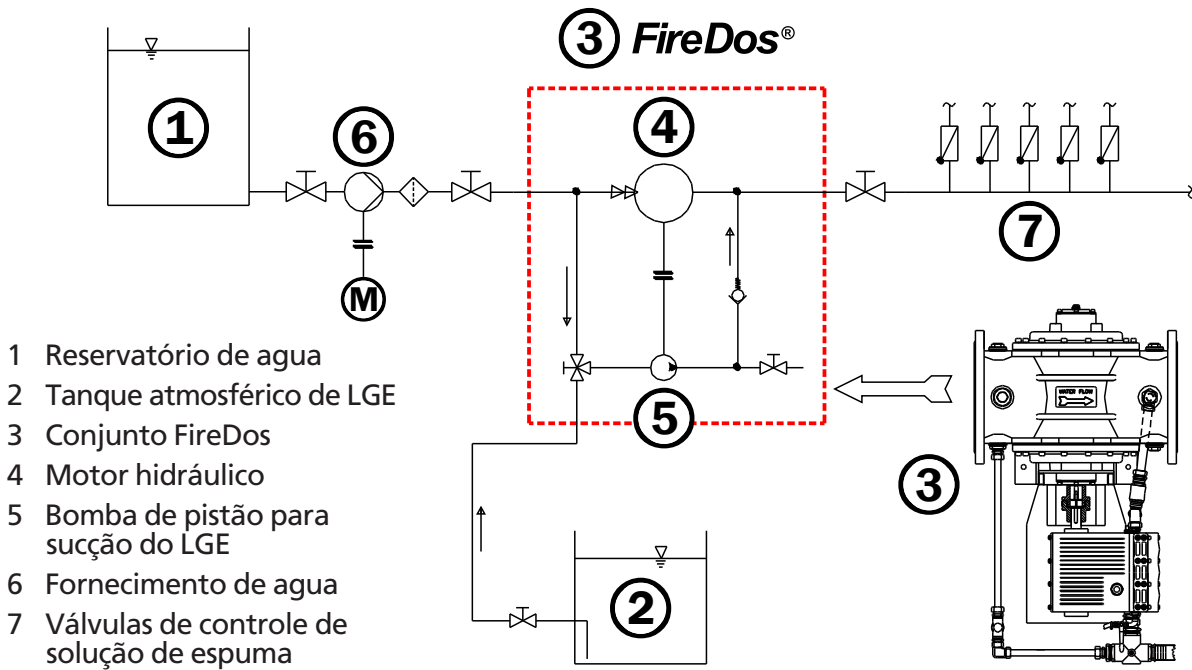 3 FireDos®
1
6
4
M
7
5
3
2
1 Reservatório de agua
2 Tanque atmosférico de LGE
3 Conjunto FireDos
4 Motor hidráulico
5 Bomba de pistão para
sucção do LGE
6 Fornecimento de agua
7 Válvulas de controle de
solução de espuma
WATER FLOW